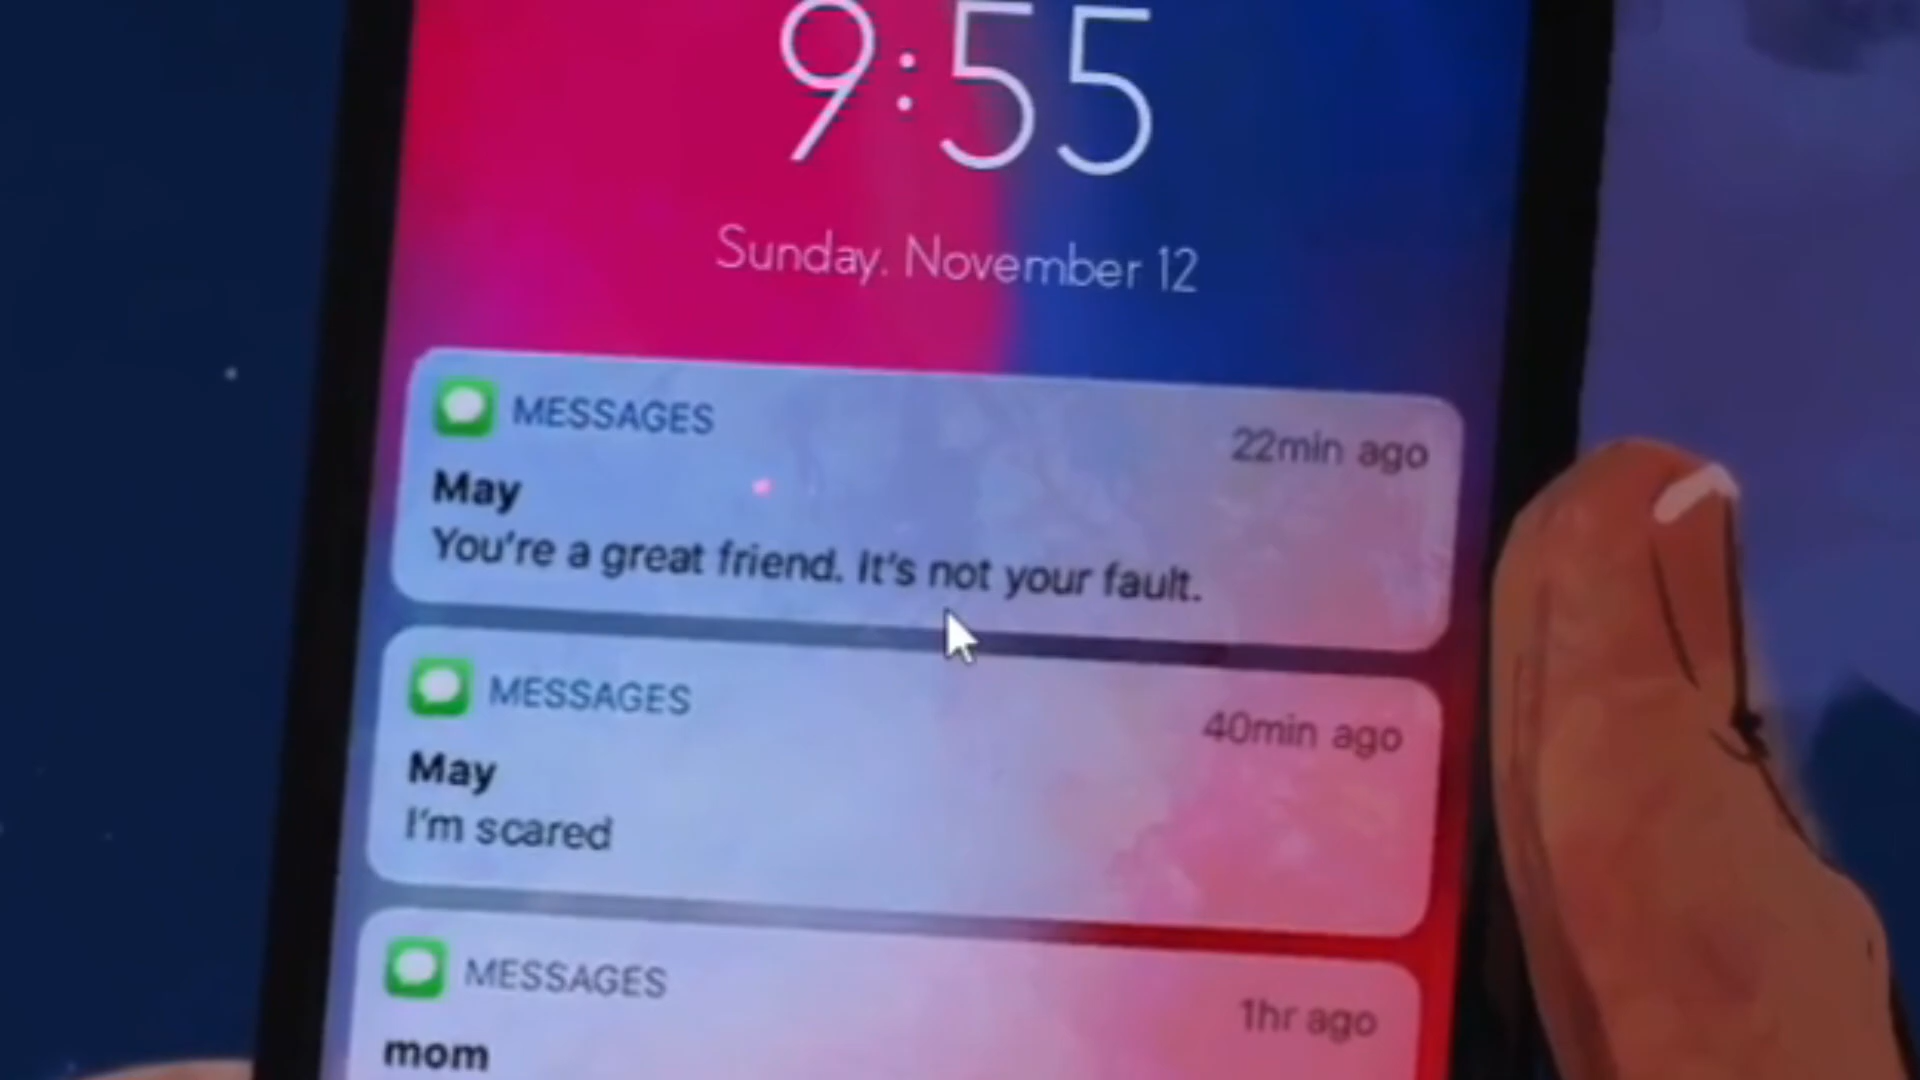 9:55
Sunday. November 12
MESSAGES
22min ago
May
You're a great friend. It's not your fault.
MESSAGES
40min ago
May
I'm scared
MESSAGES
1hr ago
mom